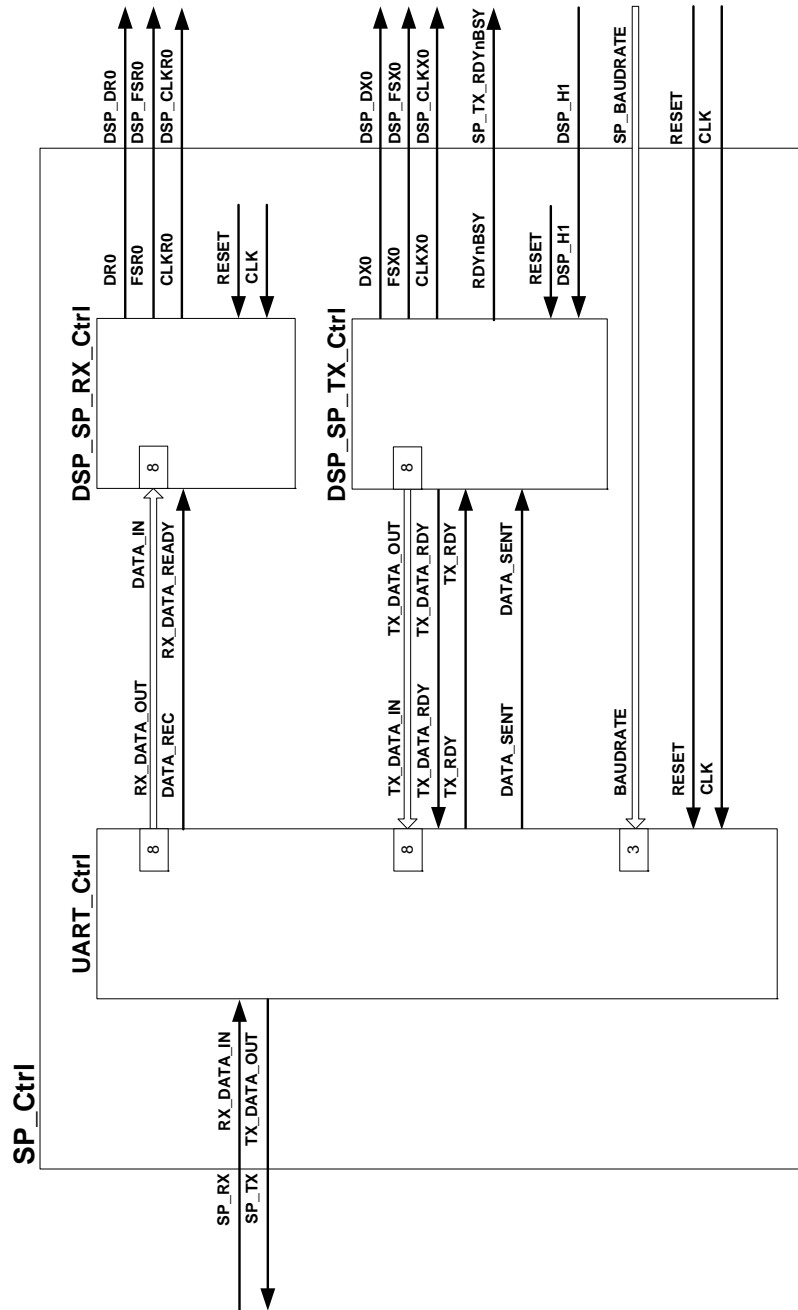 SP_Ctrl
SP_RX
SP_TX
RX_DATA_IN
TX_DATA_OUT
UART_Ctrl
8
8
3
RX_DATA_OUT
DATA_REC
DATA_IN
RX_DATA_READY
TX_DATA_IN
TX_DATA_RDY
TX_RDY
DATA_SENT
TX_DATA_OUT
TX_DATA_RDY
TX_RDY
DATA_SENT
BAUDRATE
RESET
CLK
DSP_SP_RX_Ctrl
8
DR0
FSR0
CLKR0
RESET
CLK
DSP_DR0
DSP_FSR0
DSP_CLKR0
DSP_SP_TX_Ctrl
8
DX0
FSX0
CLKX0
RDYnBSY
RESET
DSP_H1
DSP_DX0
DSP_FSX0
DSP_CLKX0
SP_TX_RDYnBSY
DSP_H1
SP_BAUDRATE
RESET
CLK